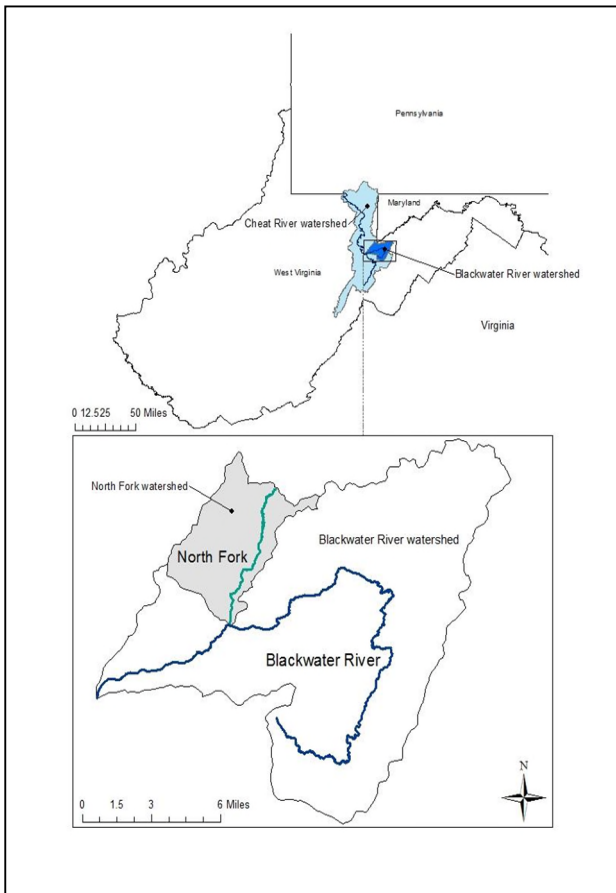 Pennsylvania
Maryland
Cheat River watershed
West Virginia
Blackwater River watershed
Virginia
0 12.525 50 Miles
North Fork watershed
Blackwater River watershed
North Fork
Blackwater River
N
0 1.5 3 6 Miles